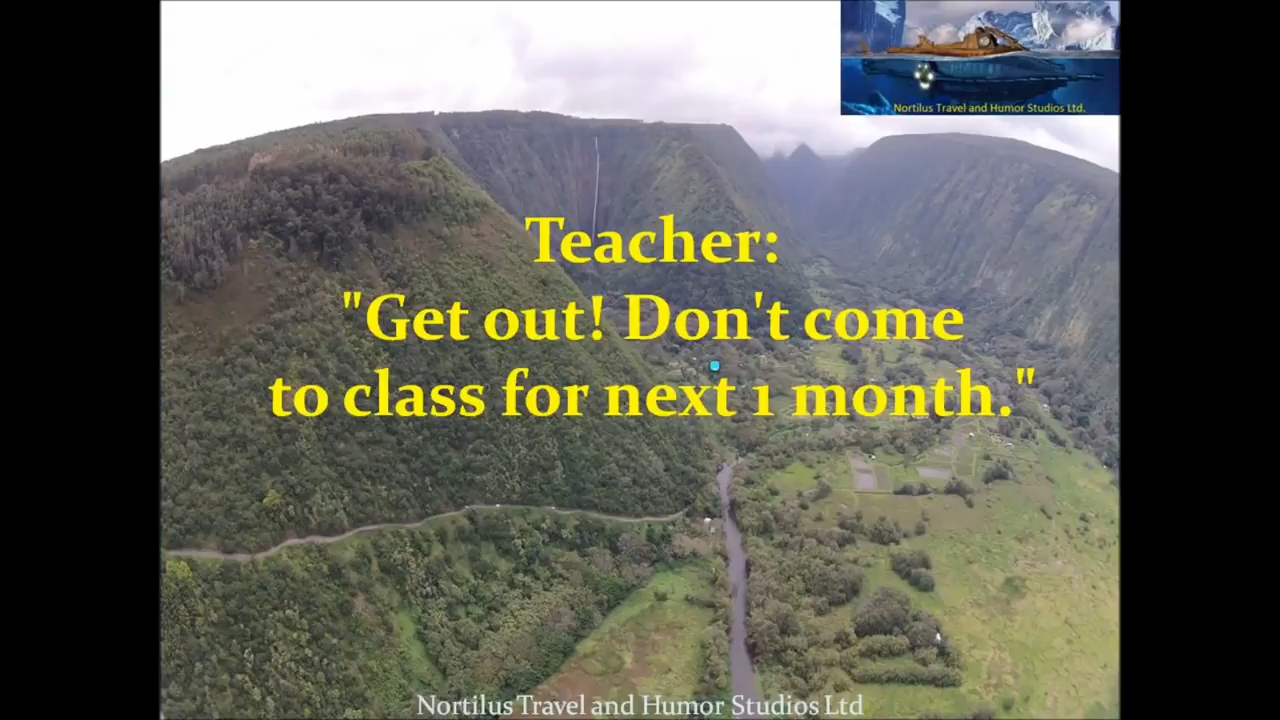 Nortilus Travel and Humor Studios Ltd.
Teacher:
"Get out! Don't come
to class for next 1 month."
Nortilus Travel and Humor Studios Ltd